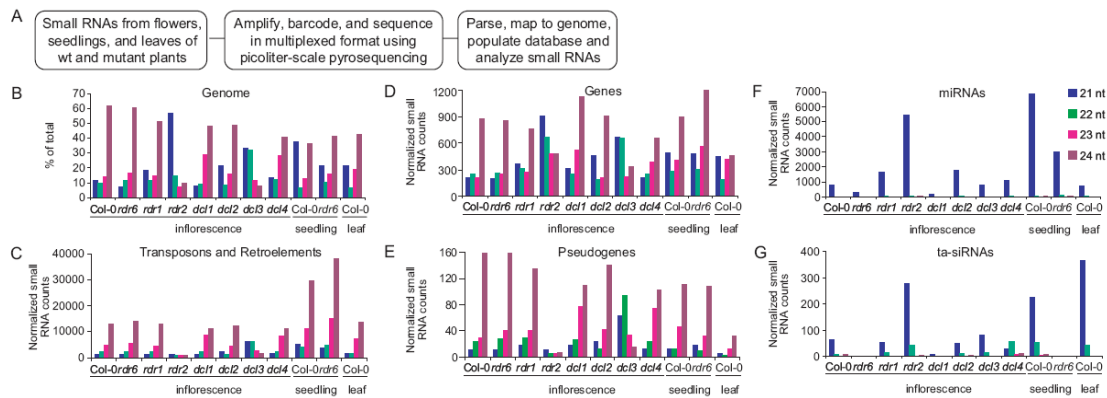 A
Small RNAs from flowers,
seedlings, and leaves of
wt and mutant plants
Amplify, barcode, and sequence
in multiplexed format using
picoliter-scale pyrosequencing
Parse, map to genome,
populate database and
analyze small RNAs
B
Genome
% of total
70
60
50
40
30
20
10
0
Col-0 rdr6 rdr1 rdr2 dcl1 dcl2 dcl3 dcl4 Col-0 rdr6 Col-0
inflorescence seedling leaf
D
Genes
Normalized small
RNA counts
1200
900
600
300
0
Col-0 rdr6 rdr1 rdr2 dcl1 dcl2 dcl3 dcl4 Col-0 rdr6 Col-0
inflorescence seedling leaf
F
miRNAs
Normalized small
RNA counts
7000
6000
5000
4000
3000
2000
1000
0
Col-0 rdr6 rdr1 rdr2 dcl1 dcl2 dcl3 dcl4 Col-0 rdr6 Col-0
inflorescence seedling leaf
21 nt
22 nt
23 nt
24 nt
C
Transposons and Retroelements
Normalized small
RNA counts
40000
30000
20000
10000
0
Col-0 rdr6 rdr1 rdr2 dcl1 dcl2 dcl3 dcl4 Col-0 rdr6 Col-0
inflorescence seedling leaf
E
Pseudogenes
Normalized small
RNA counts
160
120
80
40
0
Col-0 rdr6 rdr1 rdr2 dcl1 dcl2 dcl3 dcl4 Col-0 rdr6 Col-0
inflorescence seedling leaf
G
ta-siRNAs
Normalized small
RNA counts
400
300
200
100
0
Col-0 rdr6 rdr1 rdr2 dcl1 dcl2 dcl3 dcl4 Col-0 rdr6 Col-0
inflorescence seedling leaf